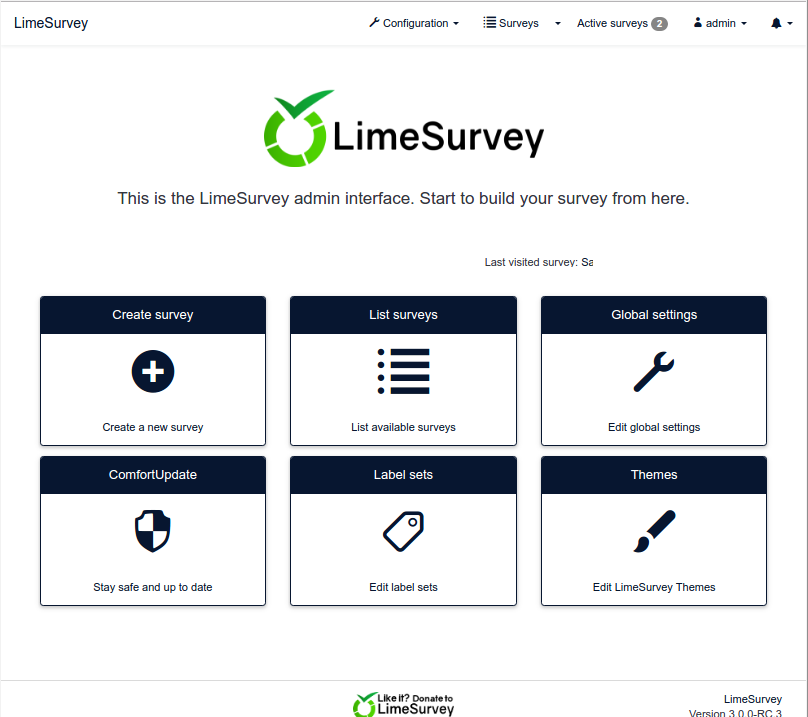 LimeSurvey Configuration Surveys Active surveys 2 admin
LimeSurvey
This is the LimeSurvey admin interface. Start to build your survey from here.
Last visited survey: Sa
Create survey
Create a new survey
List surveys
List available surveys
Global settings
Edit global settings
ComfortUpdate
Stay safe and up to date
Label sets
Edit label sets
Themes
Edit LimeSurvey Themes
Like it? Donate to
LimeSurvey
LimeSurvey
Version 3.0.0-RC.3